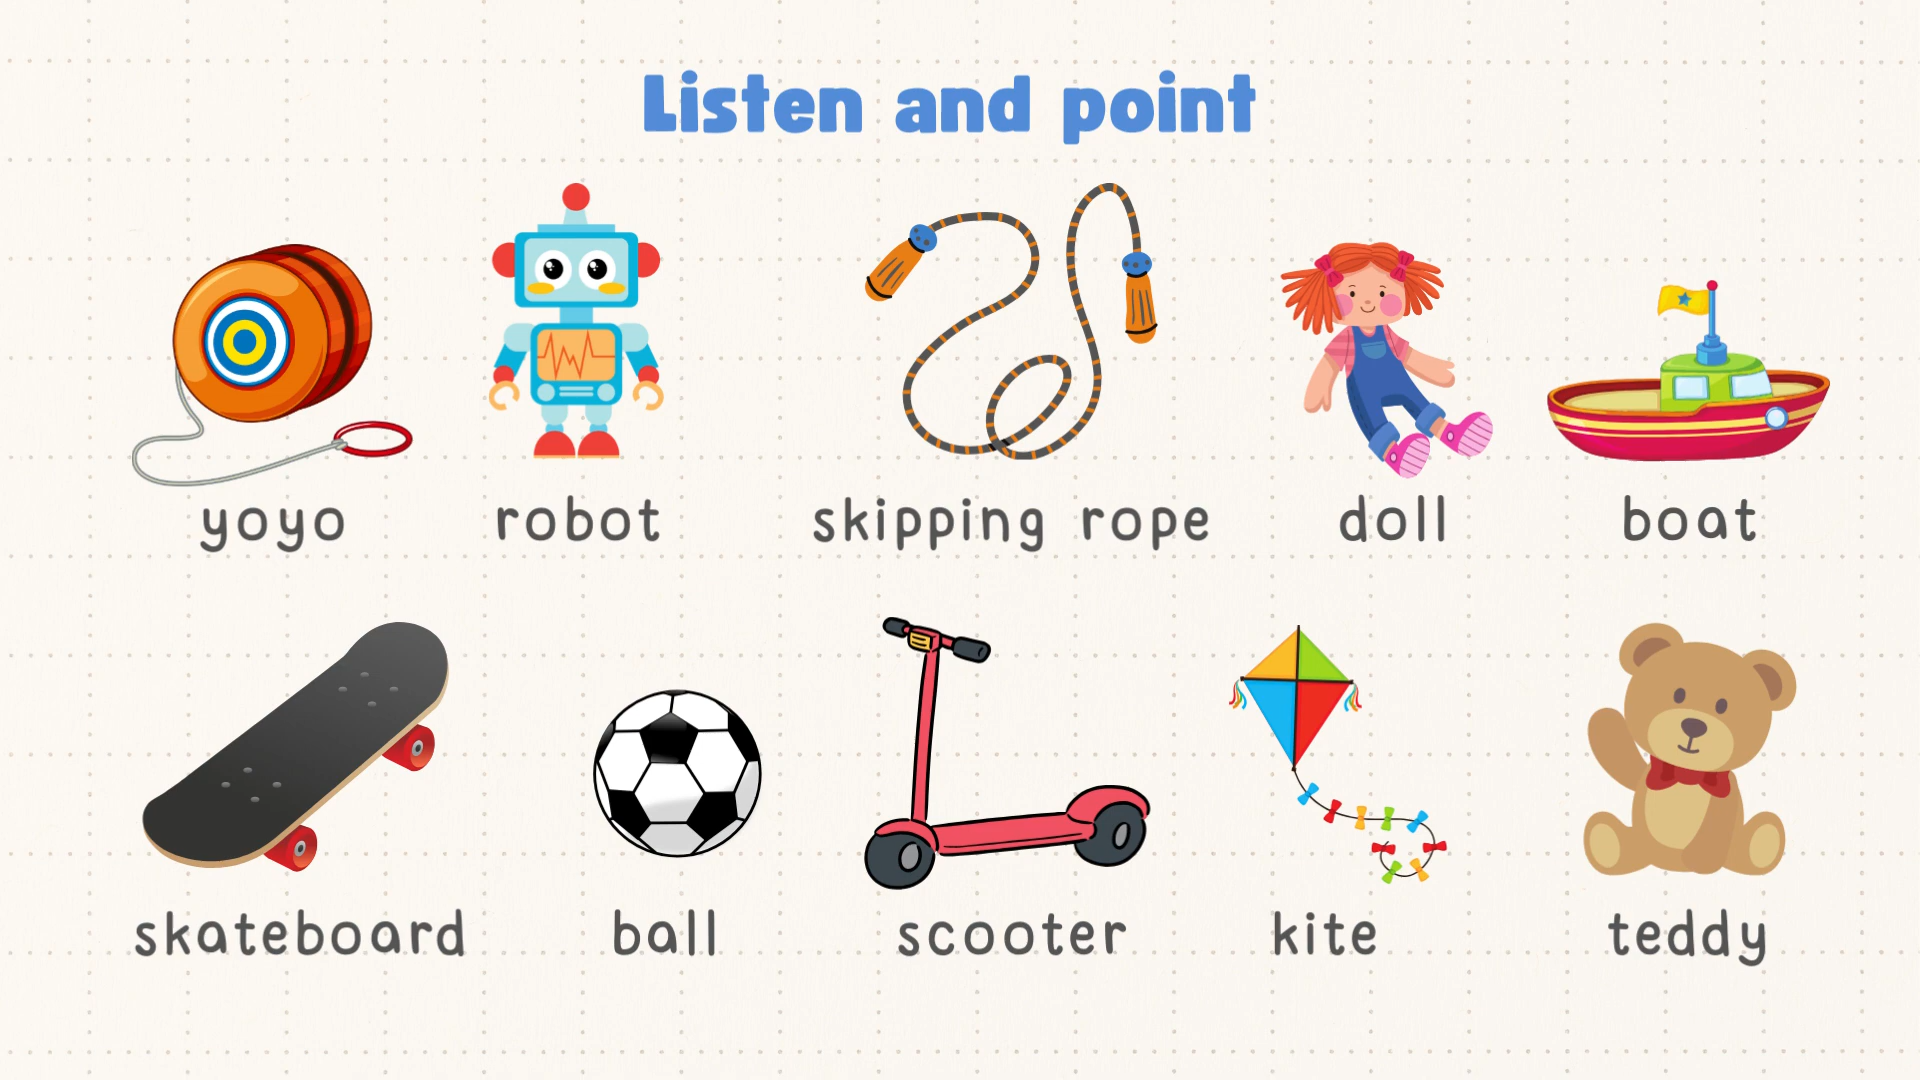 Listen and point
yoyo robot skipping rope doll boat
skateboard ball scooter kite teddy